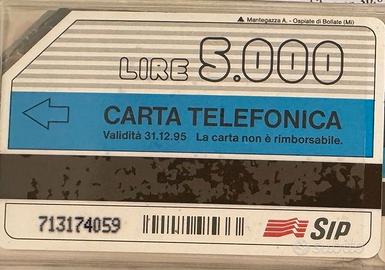 ▲ Mantegazza A. - Ospiate di Bollate (Mi)
LIRE 5.000
CARTA TELEFONICA
Validità 31.12.95 La carta non è rimborsabile.
713174059
SIP